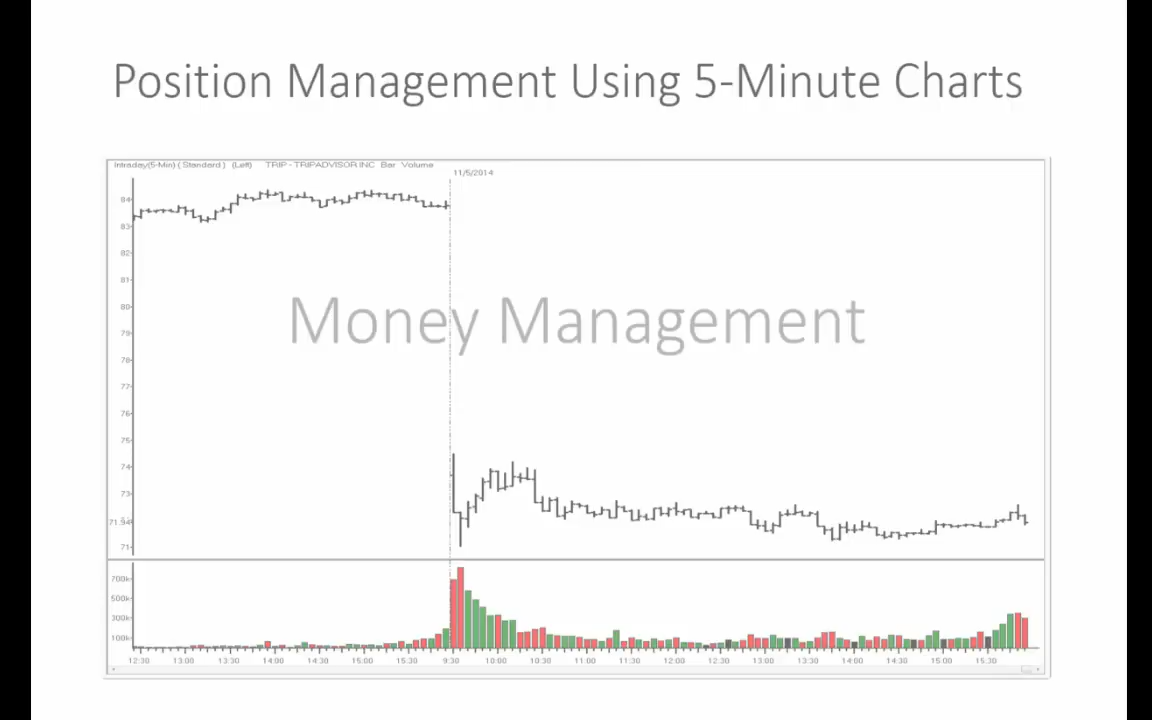 Position Management Using 5-Minute Charts
Intraday(5-Min) ( Standard ) (Left) TRIP - TRIPADVISOR INC Bar Volume
11/5/2014
84
83
82
81
80
Money Management
79
78
77
76
75
74
73
71.94
71
700k
500k
300k
100k
12:30 13:00 13:30 14:00 14:30 15:00 15:30 9:30 10:00 10:30 11:00 11:30 12:00 12:30 13:00 13:30 14:00 14:30 15:00 15:30